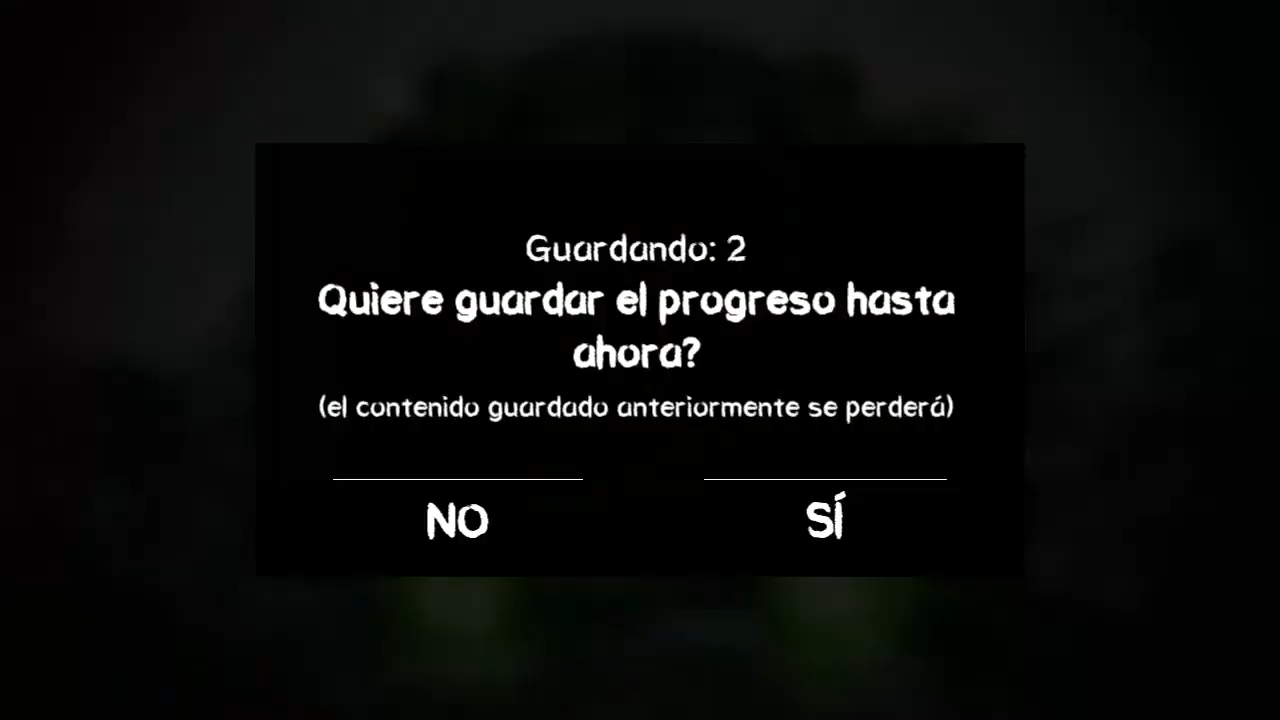 Guardando: 2
Quiere guardar el progreso hasta
ahora?
(el contenido guardado anteriormente se perderá)
NO
SÍ